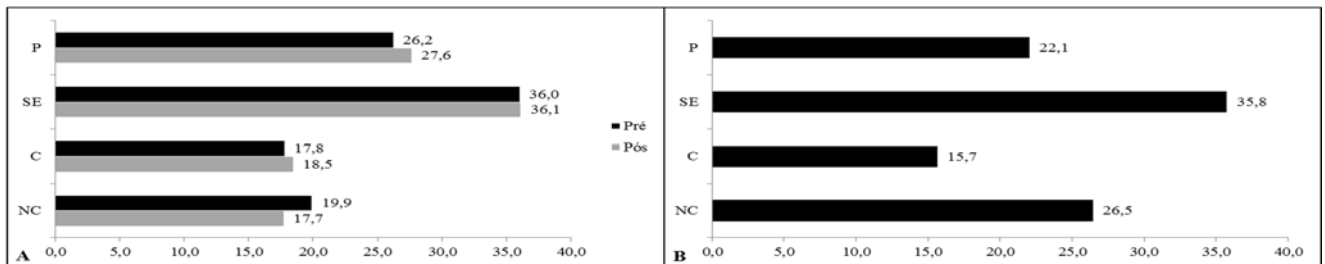 P
26,2
27,6
SE
36,0
36,1
C
17,8
18,5
NC
19,9
17,7
Pré
Pós
A
0,0 5,0 10,0 15,0 20,0 25,0 30,0 35,0 40,0
P
22,1
SE
35,8
C
15,7
NC
26,5
B
0,0 5,0 10,0 15,0 20,0 25,0 30,0 35,0 40,0